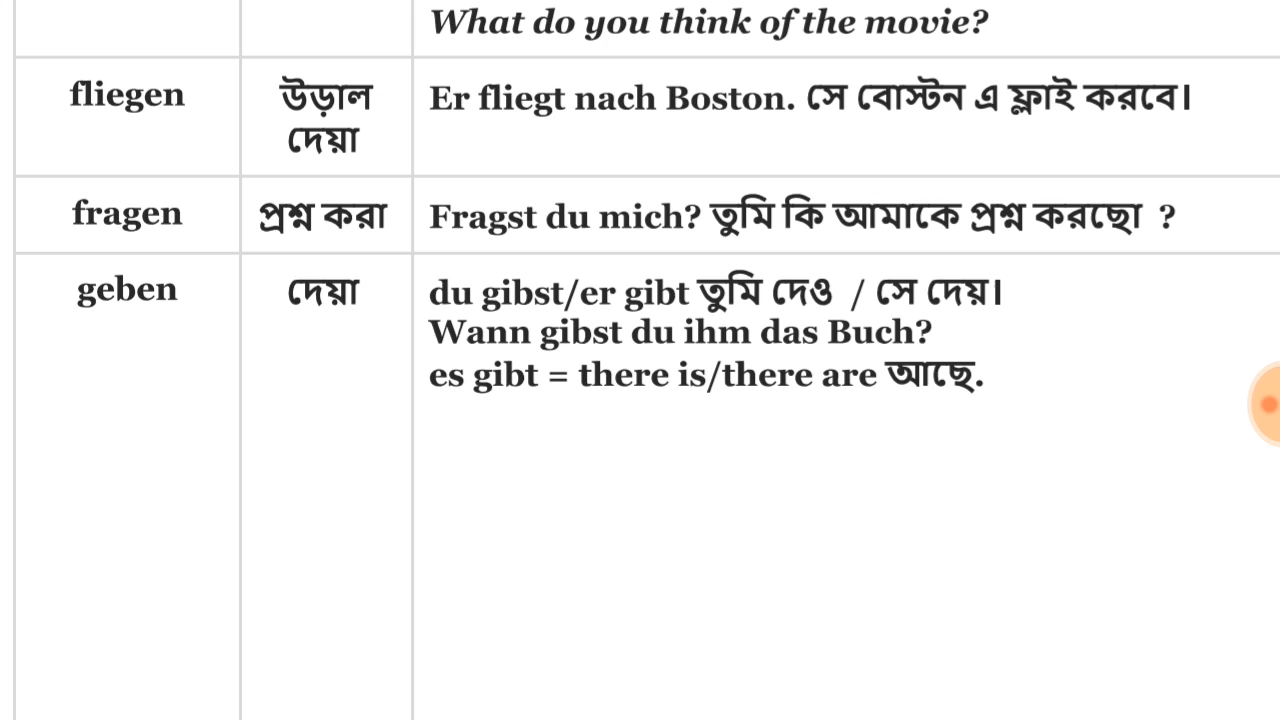 What do you think of the movie?
fliegen
উড়াল
দেয়া
Er fliegt nach Boston. সে বোস্টন এ ফ্লাই করবে।
fragen
প্রশ্ন করা
Fragst du mich? তুমি কি আমাকে প্রশ্ন করছো ?
geben
দেয়া
du gibst/er gibt তুমি দেও / সে দেয়।
Wann gibst du ihm das Buch?
es gibt = there is/there are আছে.